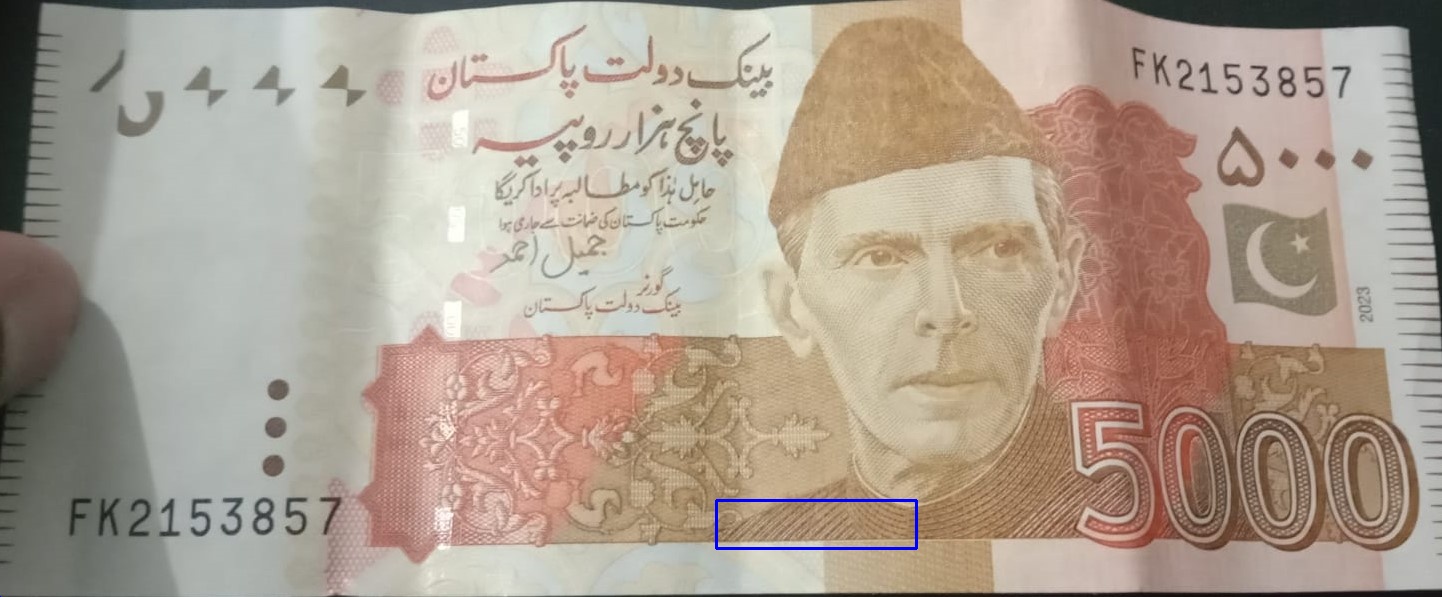 بینک دولت پاکستان
پانچ ہزار روپیہ
حامل ہٰذا کو مطالبہ پر ادا کریگا
حکومت پاکستان کی ضمانت سے جاری ہوا
جمیل احمد
گورنر
بینک دولت پاکستان
FK2153857
۵۰۰۰
2023
FK2153857
5000